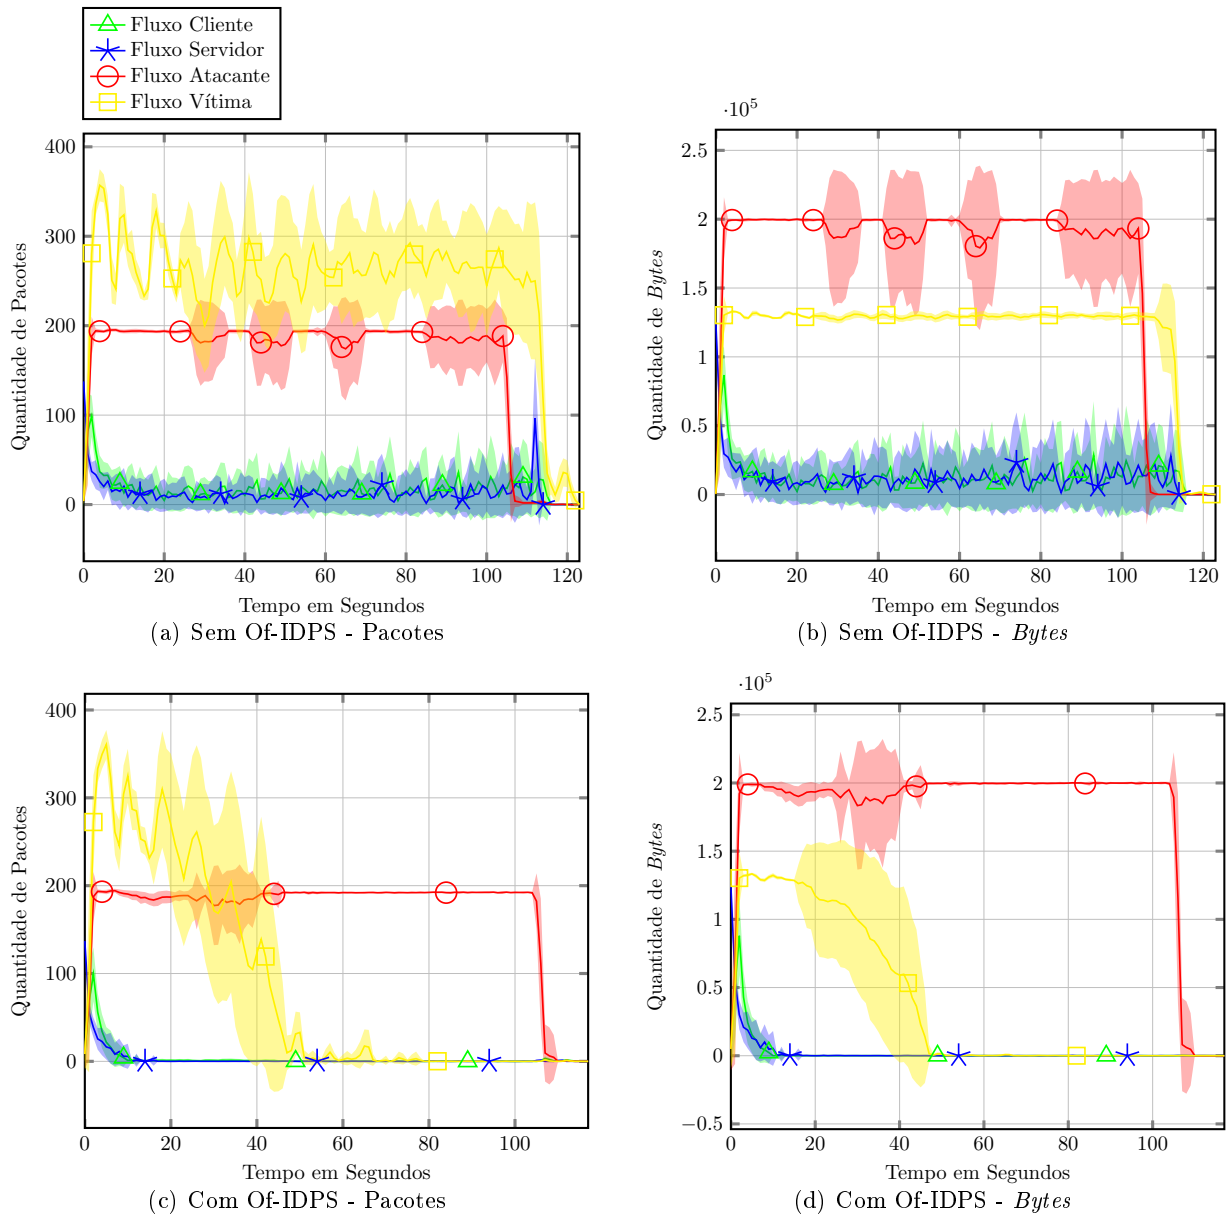 Fluxo Cliente
Fluxo Servidor
Fluxo Atacante
Fluxo Vítima
400
300
200
100
0
Quantidade de Pacotes
0 20 40 60 80 100 120
Tempo em Segundos
(a) Sem Of-IDPS - Pacotes
·10^5
2.5
2
1.5
1
0.5
0
Quantidade de Bytes
0 20 40 60 80 100 120
Tempo em Segundos
(b) Sem Of-IDPS - Bytes
400
300
200
100
0
Quantidade de Pacotes
0 20 40 60 80 100
Tempo em Segundos
(c) Com Of-IDPS - Pacotes
·10^5
2.5
2
1.5
1
0.5
0
−0.5
Quantidade de Bytes
0 20 40 60 80 100
Tempo em Segundos
(d) Com Of-IDPS - Bytes